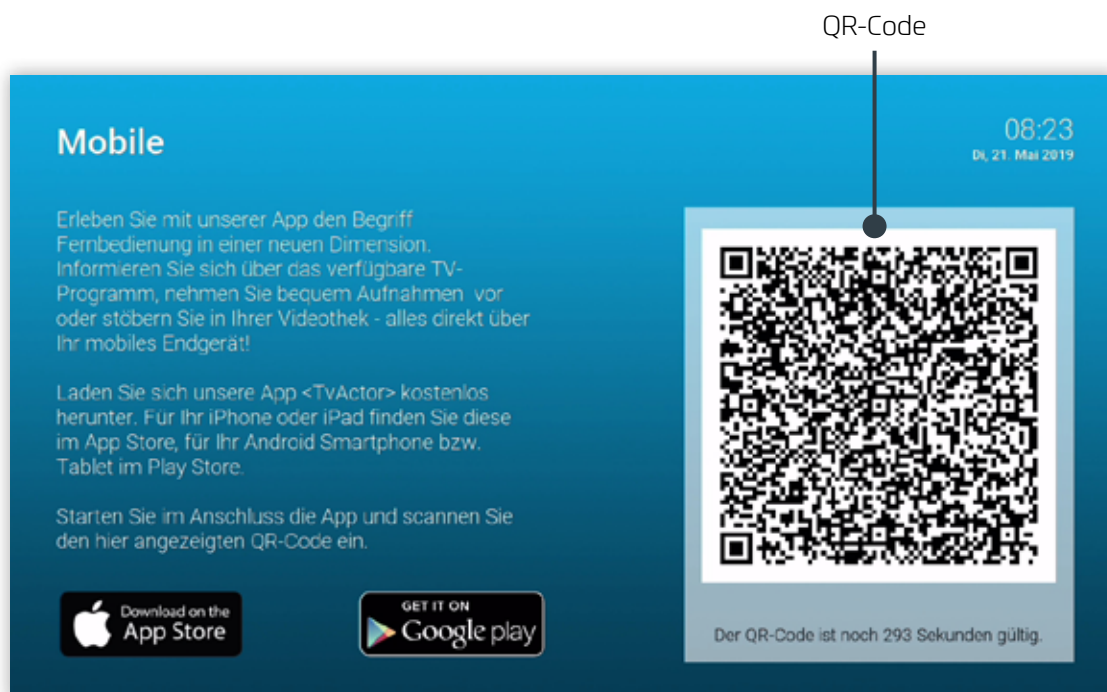 QR-Code
Mobile
08:23
Di, 21. Mai 2019
Erleben Sie mit unserer App den Begriff
Fernbedienung in einer neuen Dimension.
Informieren Sie sich über das verfügbare TV-
Programm, nehmen Sie bequem Aufnahmen vor
oder stöbern Sie in Ihrer Videothek - alles direkt über
Ihr mobiles Endgerät!
Laden Sie sich unsere App <TvActor> kostenlos
herunter. Für Ihr iPhone oder iPad finden Sie diese
im App Store, für Ihr Android Smartphone bzw.
Tablet im Play Store.
Starten Sie im Anschluss die App und scannen Sie
den hier angezeigten QR-Code ein.
Download on the
App Store
GET IT ON
Google play
Der QR-Code ist noch 293 Sekunden gültig.